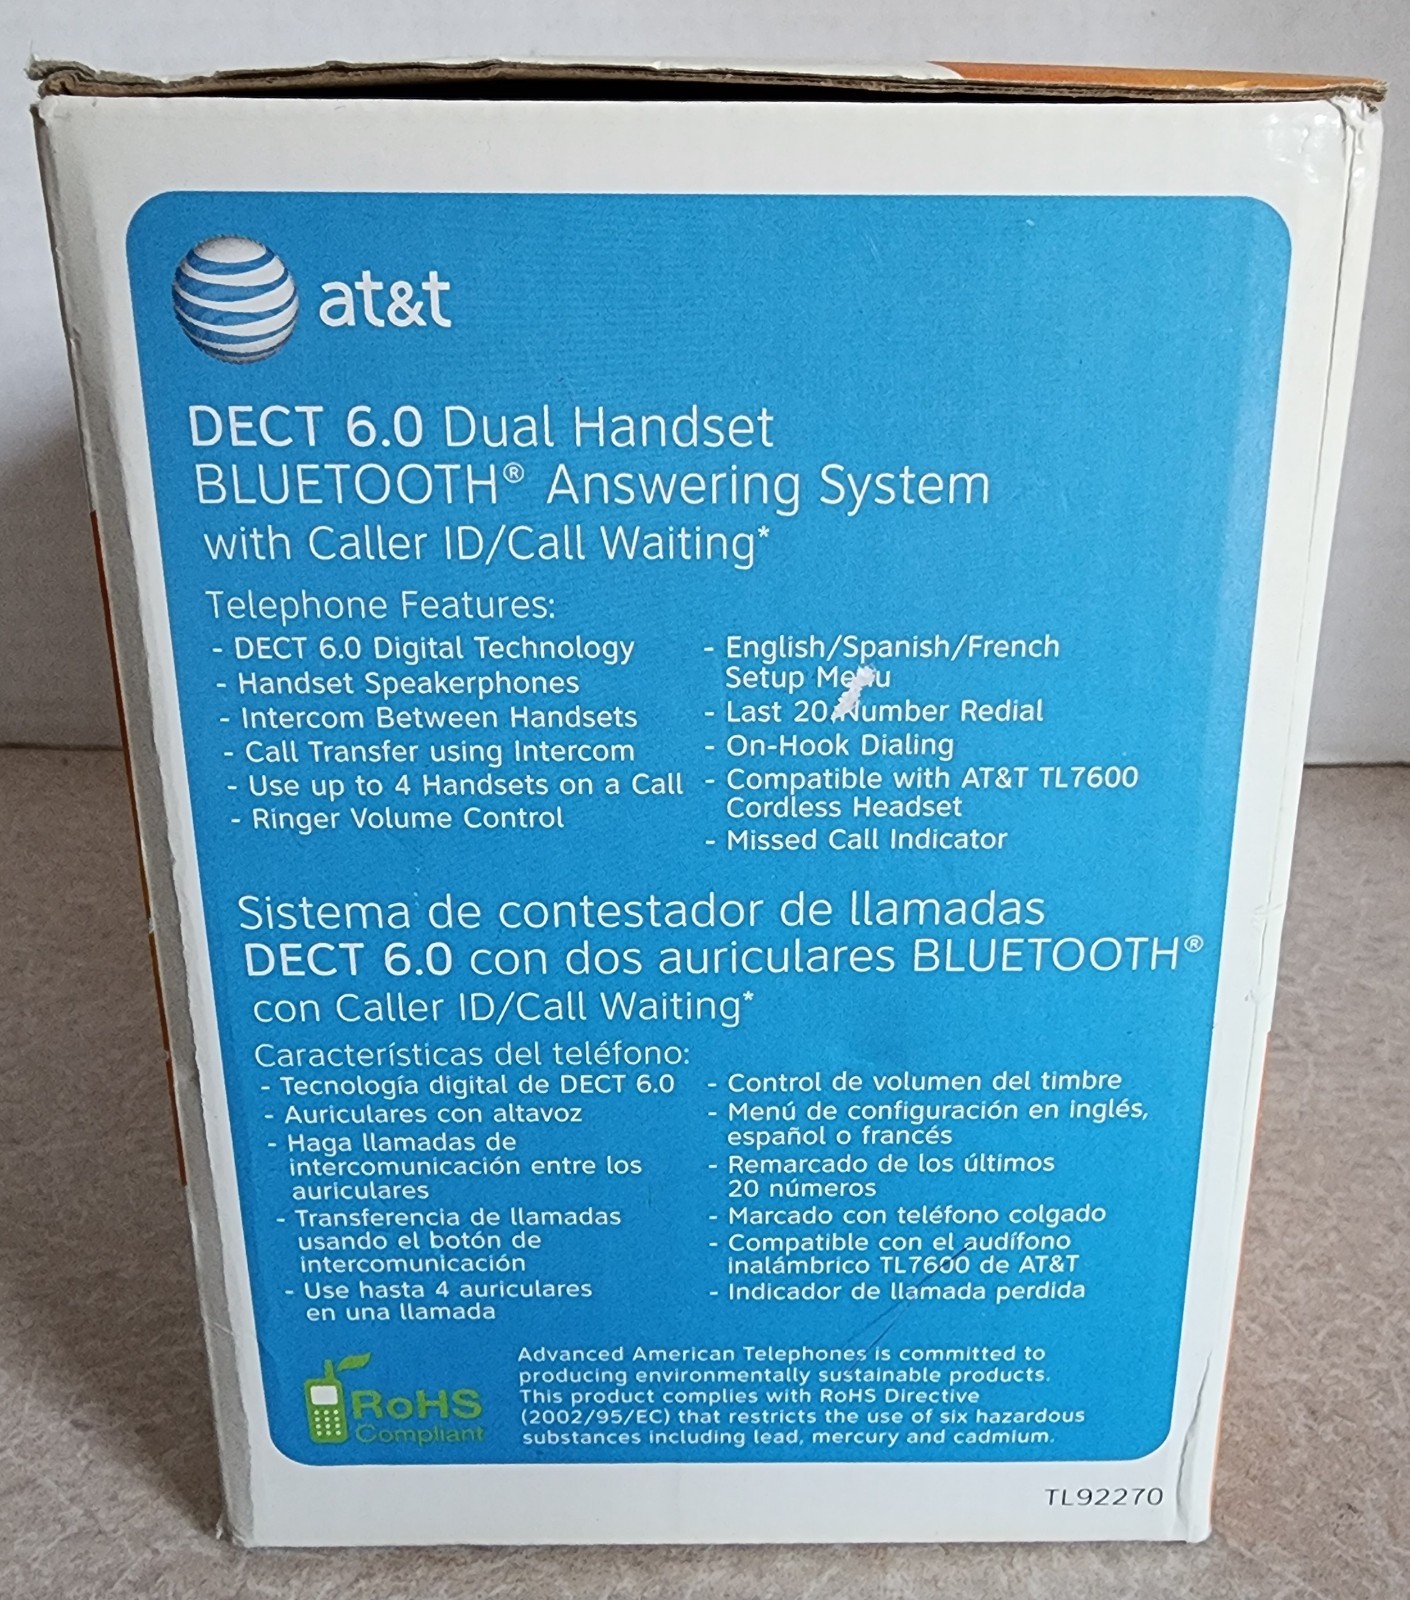 at&t
DECT 6.0 Dual Handset
BLUETOOTH® Answering System
with Caller ID/Call Waiting*
Telephone Features:
- DECT 6.0 Digital Technology
- Handset Speakerphones
- Intercom Between Handsets
- Call Transfer using Intercom
- Use up to 4 Handsets on a Call
- Ringer Volume Control
- English/Spanish/French
Setup Menu
- Last 20 Number Redial
- On-Hook Dialing
- Compatible with AT&T TL7600
Cordless Headset
- Missed Call Indicator
Sistema de contestador de llamadas
DECT 6.0 con dos auriculares BLUETOOTH®
con Caller ID/Call Waiting*
Características del teléfono:
- Tecnología digital de DECT 6.0
- Auriculares con altavoz
- Haga llamadas de
intercomunicación entre los
auriculares
- Transferencia de llamadas
usando el botón de
intercomunicación
- Use hasta 4 auriculares
en una llamada
- Control de volumen del timbre
- Menú de configuración en inglés,
español o francés
- Remarcado de los últimos
20 números
- Marcado con teléfono colgado
- Compatible con el audífono
inalámbrico TL7600 de AT&T
- Indicador de llamada perdida
RoHS
Compliant
Advanced American Telephones is committed to
producing environmentally sustainable products.
This product complies with RoHS Directive
(2002/95/EC) that restricts the use of six hazardous
substances including lead, mercury and cadmium.
TL92270